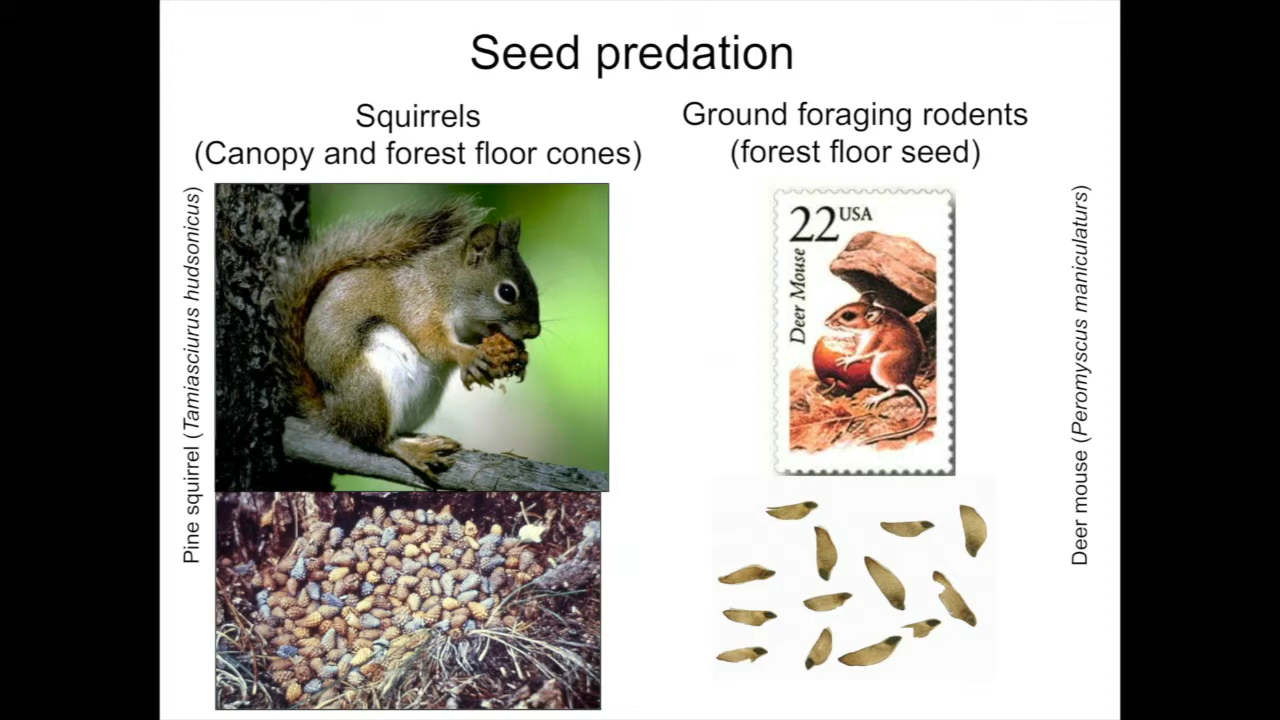 Seed predation
Squirrels
(Canopy and forest floor cones)
Ground foraging rodents
(forest floor seed)
Pine squirrel (Tamiasciurus hudsonicus)
22 USA
Deer Mouse
Deer mouse (Peromyscus maniculaturs)